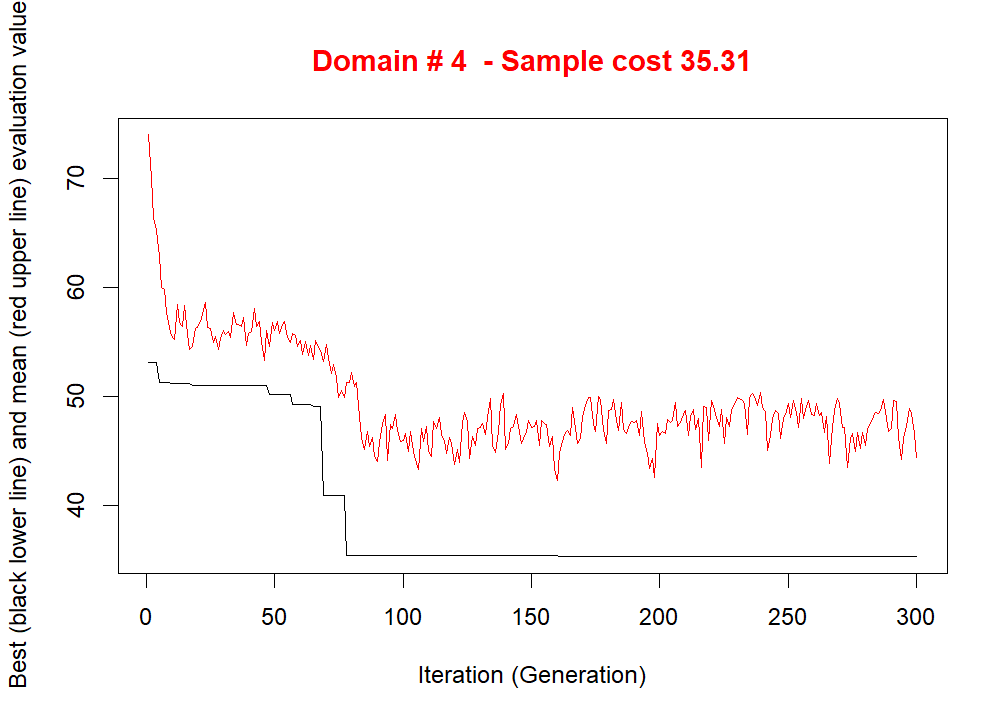 Domain # 4  - Sample cost 35.31
Best (black lower line) and mean (red upper line) evaluation value
70
60
50
40
0 50 100 150 200 250 300
Iteration (Generation)